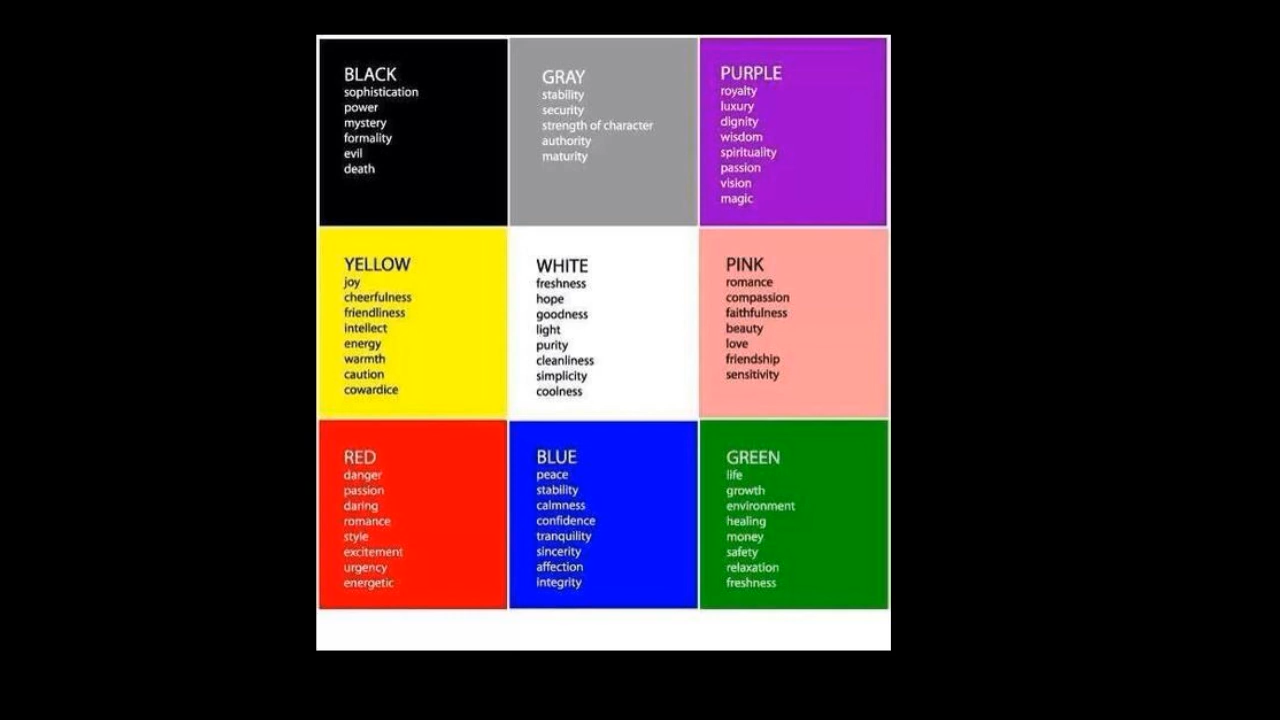 BLACK
sophistication
power
mystery
formality
evil
death
GRAY
stability
security
strength of character
authority
maturity
PURPLE
royalty
luxury
dignity
wisdom
spirituality
passion
vision
magic
YELLOW
joy
cheerfulness
friendliness
intellect
energy
warmth
caution
cowardice
WHITE
freshness
hope
goodness
light
purity
cleanliness
simplicity
coolness
PINK
romance
compassion
faithfulness
beauty
love
friendship
sensitivity
RED
danger
passion
daring
romance
style
excitement
urgency
energetic
BLUE
peace
stability
calmness
confidence
tranquility
sincerity
affection
integrity
GREEN
life
growth
environment
healing
money
safety
relaxation
freshness